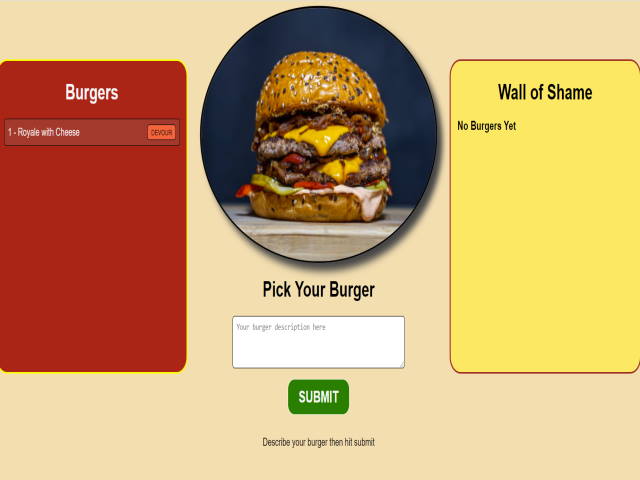 Burgers
1 - Royale with Cheese
DEVOUR
Pick Your Burger
Your burger description here
SUBMIT
Describe your burger then hit submit
Wall of Shame
No Burgers Yet